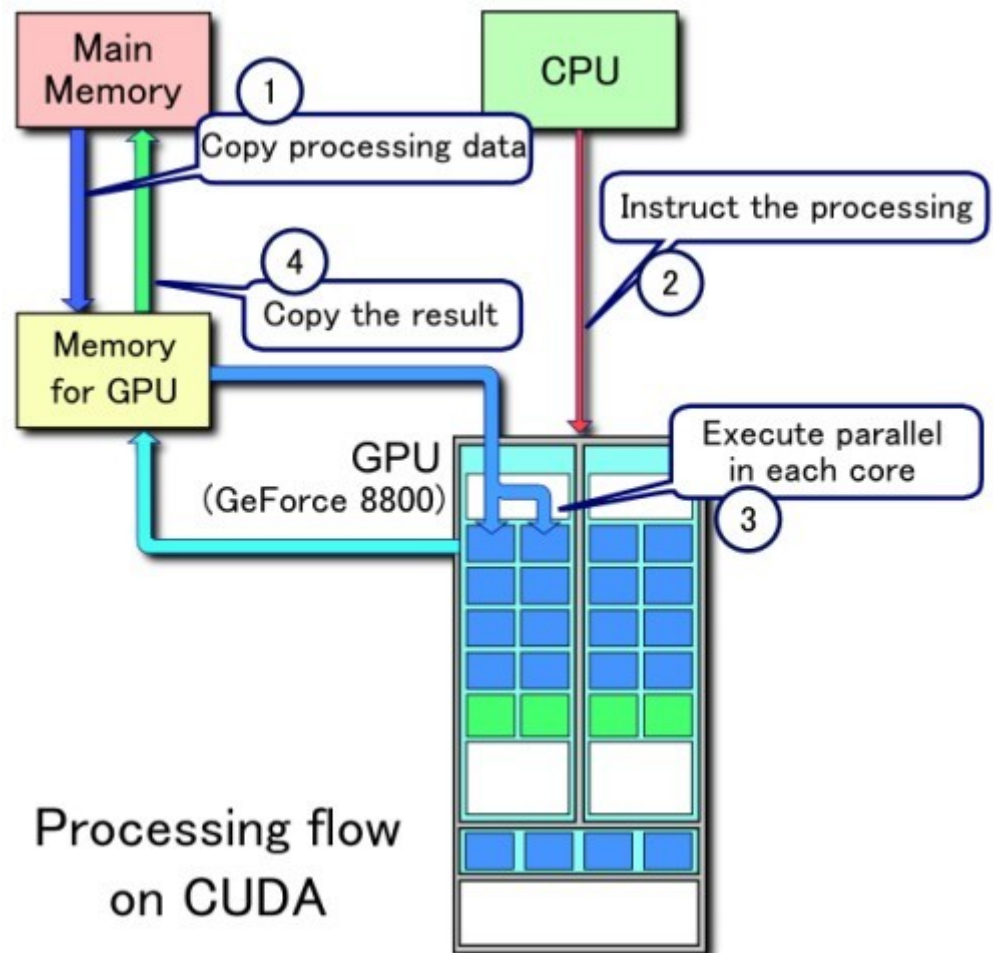 Main
Memory
CPU
1
Copy processing data
Instruct the processing
2
4
Copy the result
Memory
for GPU
GPU
(GeForce 8800)
Execute parallel
in each core
3
Processing flow
on CUDA